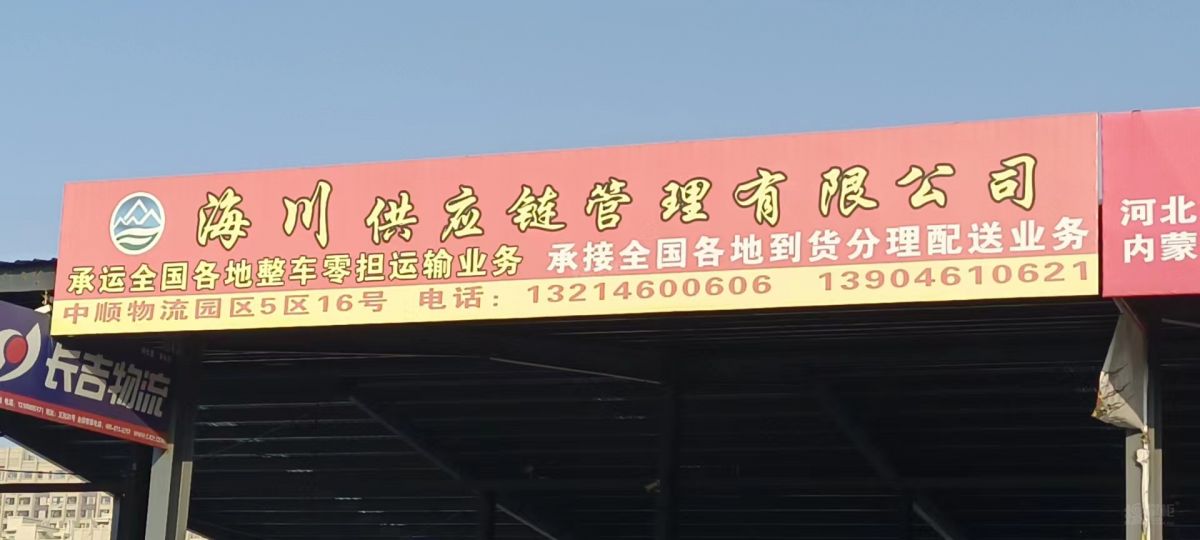 海川供应链管理有限公司
承运全国各地整车零担运输业务 承接全国各地到货分理配送业务
中顺物流园区5区16号 电话：13214600606 13904610621
河北
内蒙
长吉物流